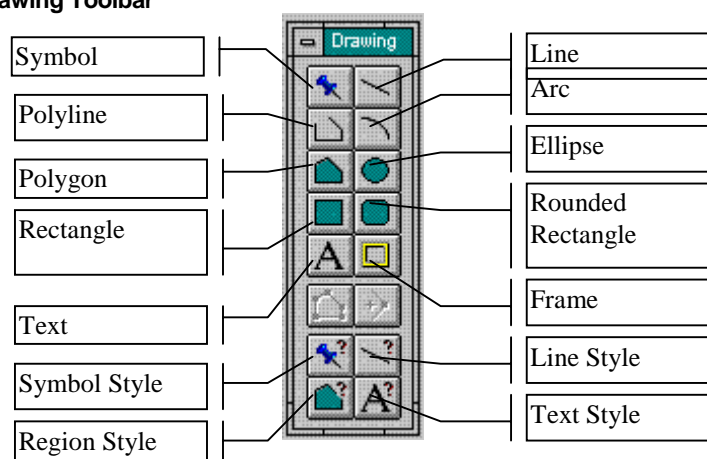 awing Toolbar
Drawing
Symbol
Line
Arc
Polyline
Ellipse
Polygon
Rounded
Rectangle
Rectangle
A
Frame
Text
? ?
Symbol Style
Line Style
? A?
Text Style
Region Style